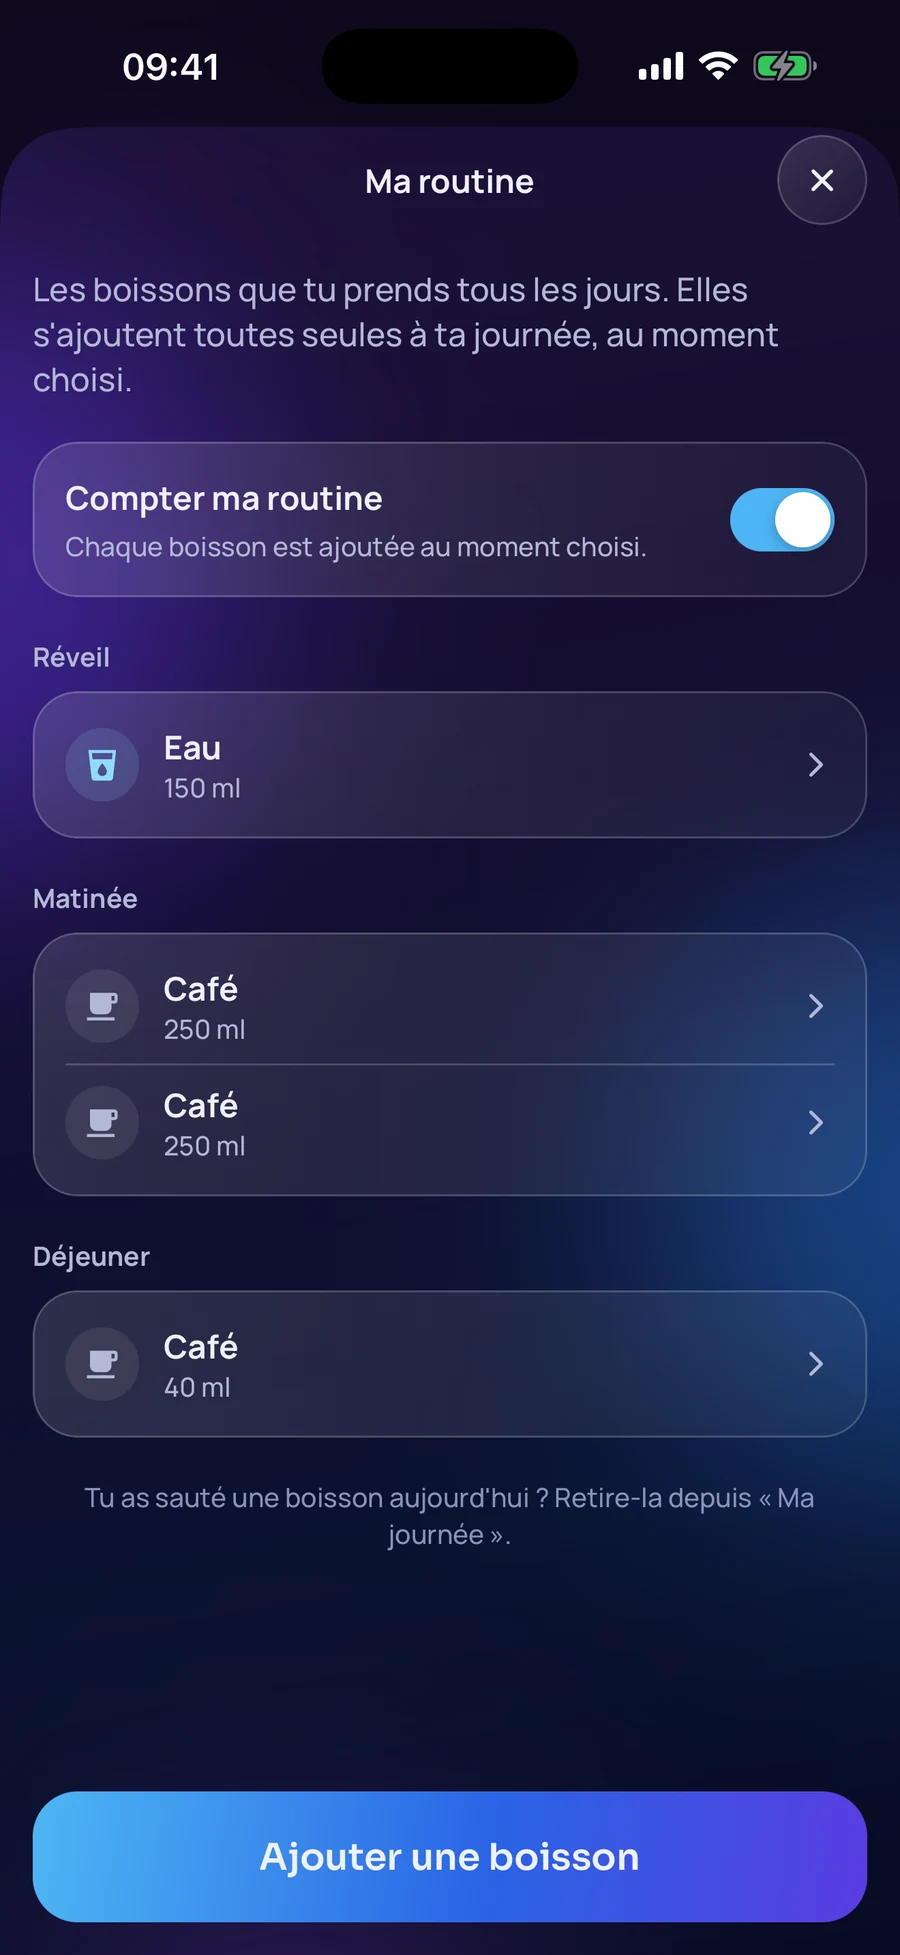 09:41
Ma routine
Les boissons que tu prends tous les jours. Elles
s'ajoutent toutes seules à ta journée, au moment
choisi.
Compter ma routine
Chaque boisson est ajoutée au moment choisi.
Réveil
Eau
150 ml
Matinée
Café
250 ml
Café
250 ml
Déjeuner
Café
40 ml
Tu as sauté une boisson aujourd'hui ? Retire-la depuis « Ma
journée ».
Ajouter une boisson